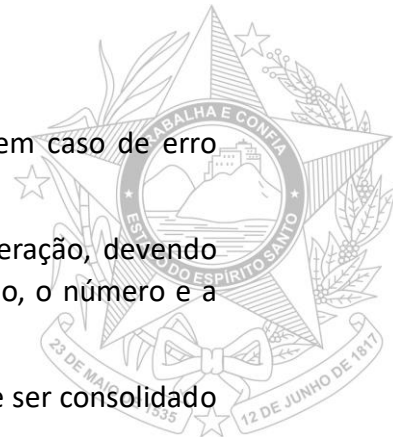 em caso de erro
eração, devendo
o, o número e a
e ser consolidado
TRABALHA E CONFIA
ESTADO DO ESPÍRITO SANTO
23 DE MAIO DE 1535
12 DE JUNHO DE 1817